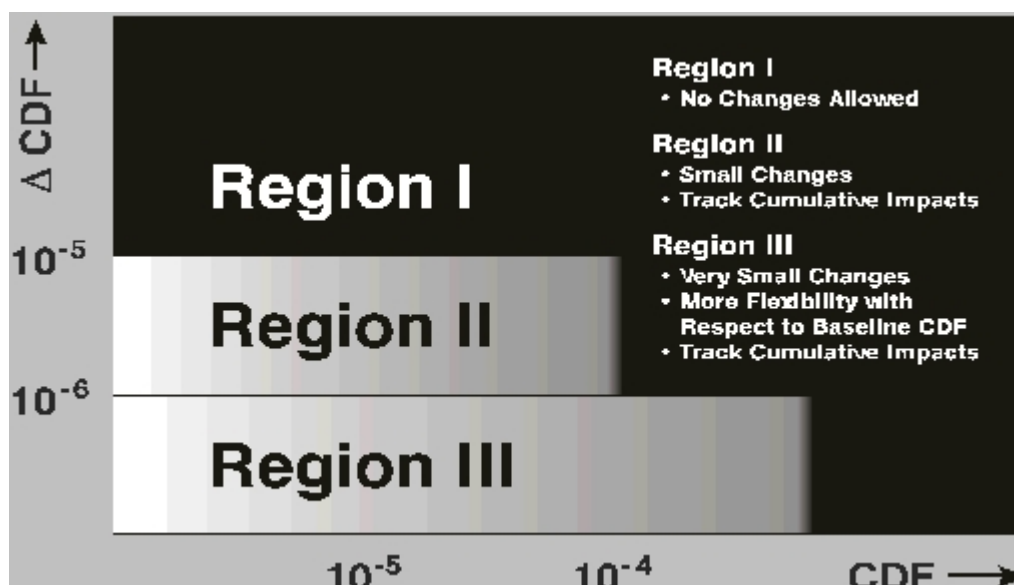 Δ CDF→
Region I
• No Changes Allowed
Region II
• Small Changes
• Track Cumulative Impacts
Region III
• Very Small Changes
• More Flexibility with
Respect to Baseline CDF
• Track Cumulative Impacts
Region I
10⁻⁵
Region II
10⁻⁶
Region III
10⁻⁵ 10⁻⁴ CDF→